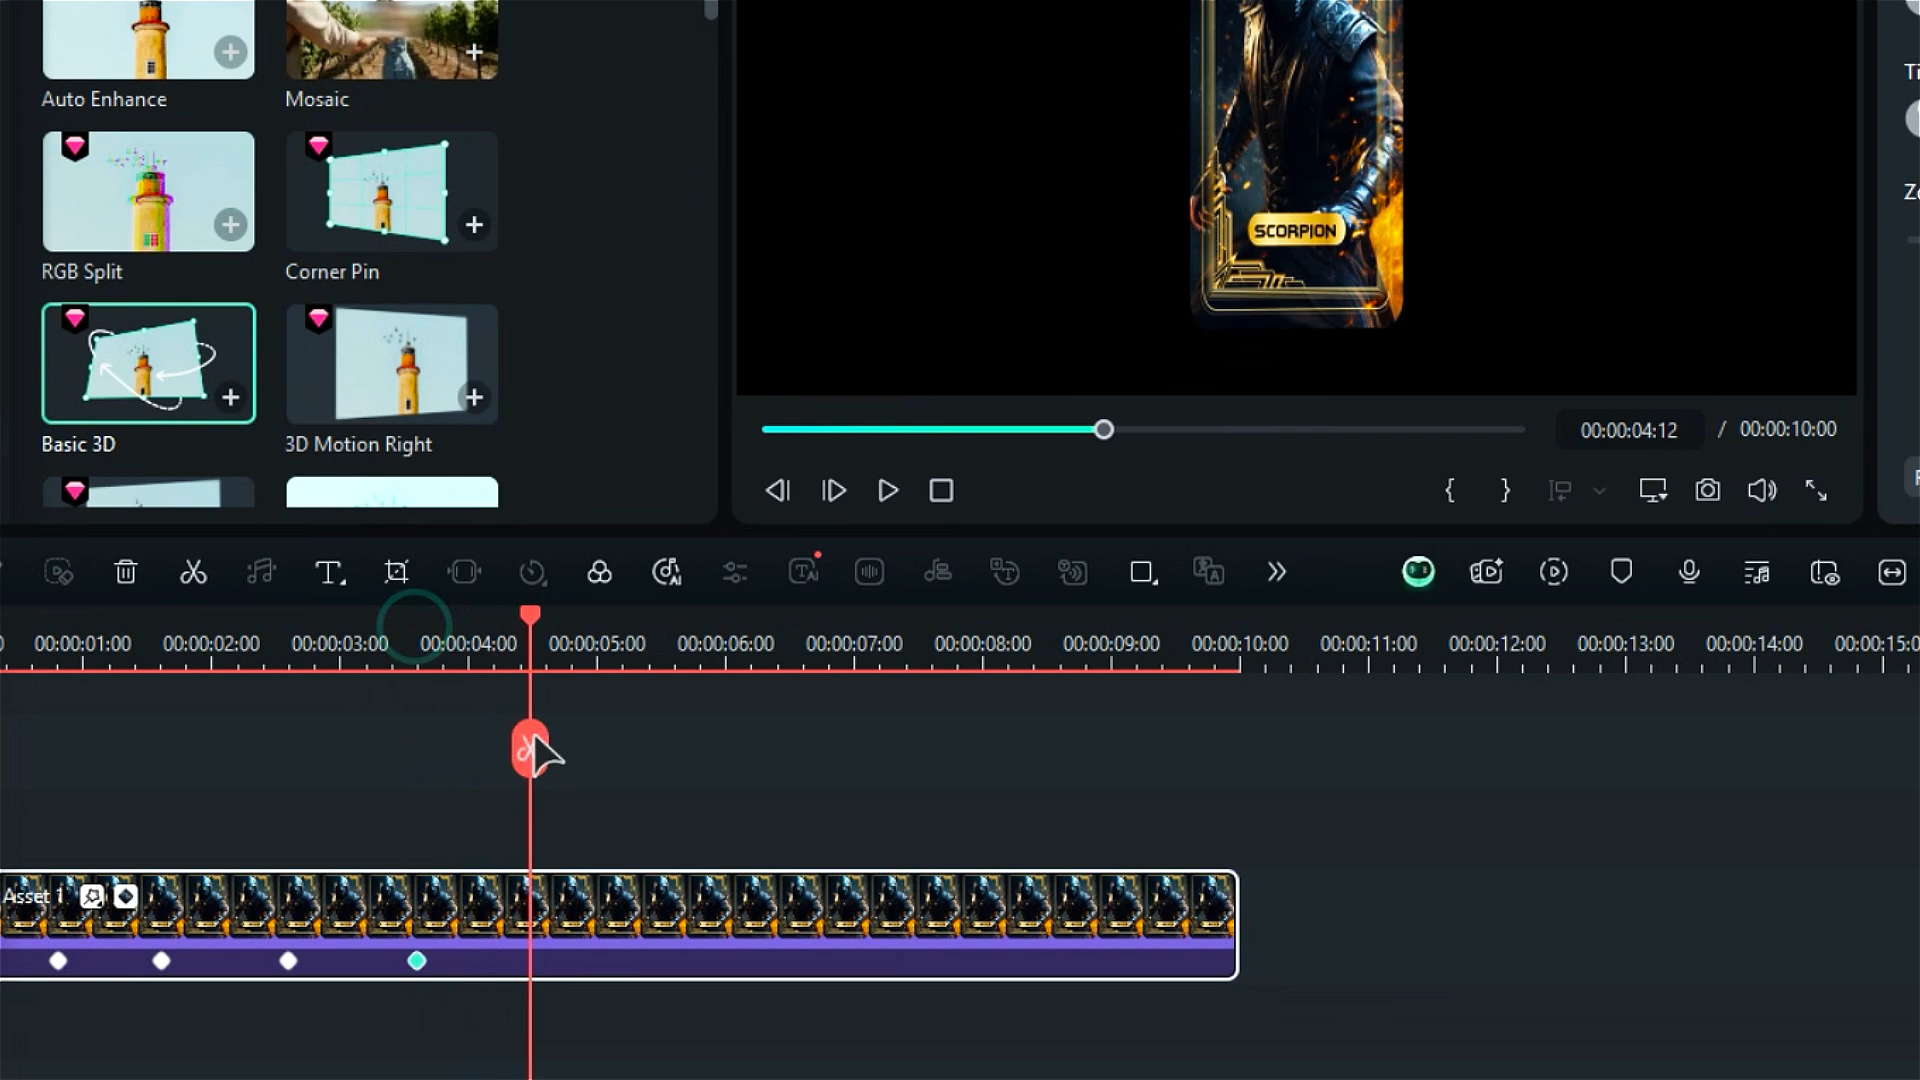 Auto Enhance
Mosaic
RGB Split
Corner Pin
Basic 3D
3D Motion Right
SCORPION
00:00:04:12 / 00:00:10:00
00:00:01:00 00:00:02:00 00:00:03:00 00:00:04:00 00:00:05:00 00:00:06:00 00:00:07:00 00:00:08:00 00:00:09:00 00:00:10:00 00:00:11:00 00:00:12:00 00:00:13:00 00:00:14:00 00:00:15:0
Asset 1